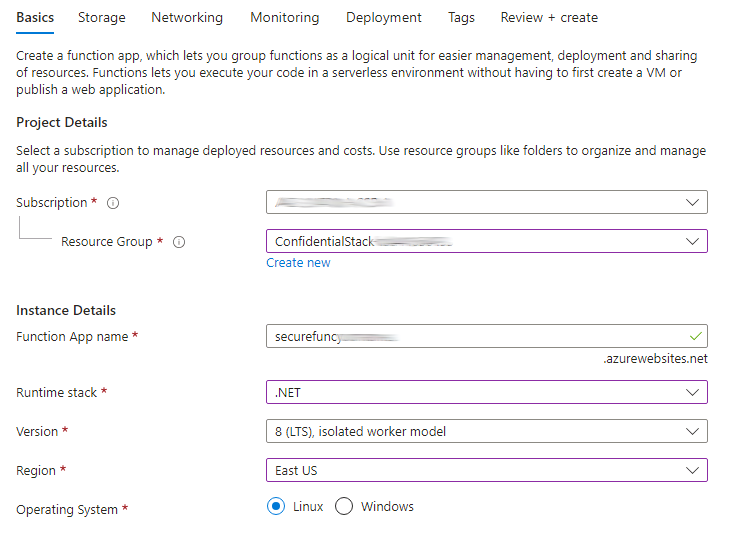 Basics Storage Networking Monitoring Deployment Tags Review + create
Create a function app, which lets you group functions as a logical unit for easier management, deployment and sharing
of resources. Functions lets you execute your code in a serverless environment without having to first create a VM or
publish a web application.
Project Details
Select a subscription to manage deployed resources and costs. Use resource groups like folders to organize and manage
all your resources.
Subscription *
Resource Group * ConfidentialStack
Create new
Instance Details
Function App name * securefunc
.azurewebsites.net
Runtime stack * .NET
Version * 8 (LTS), isolated worker model
Region * East US
Operating System * Linux Windows